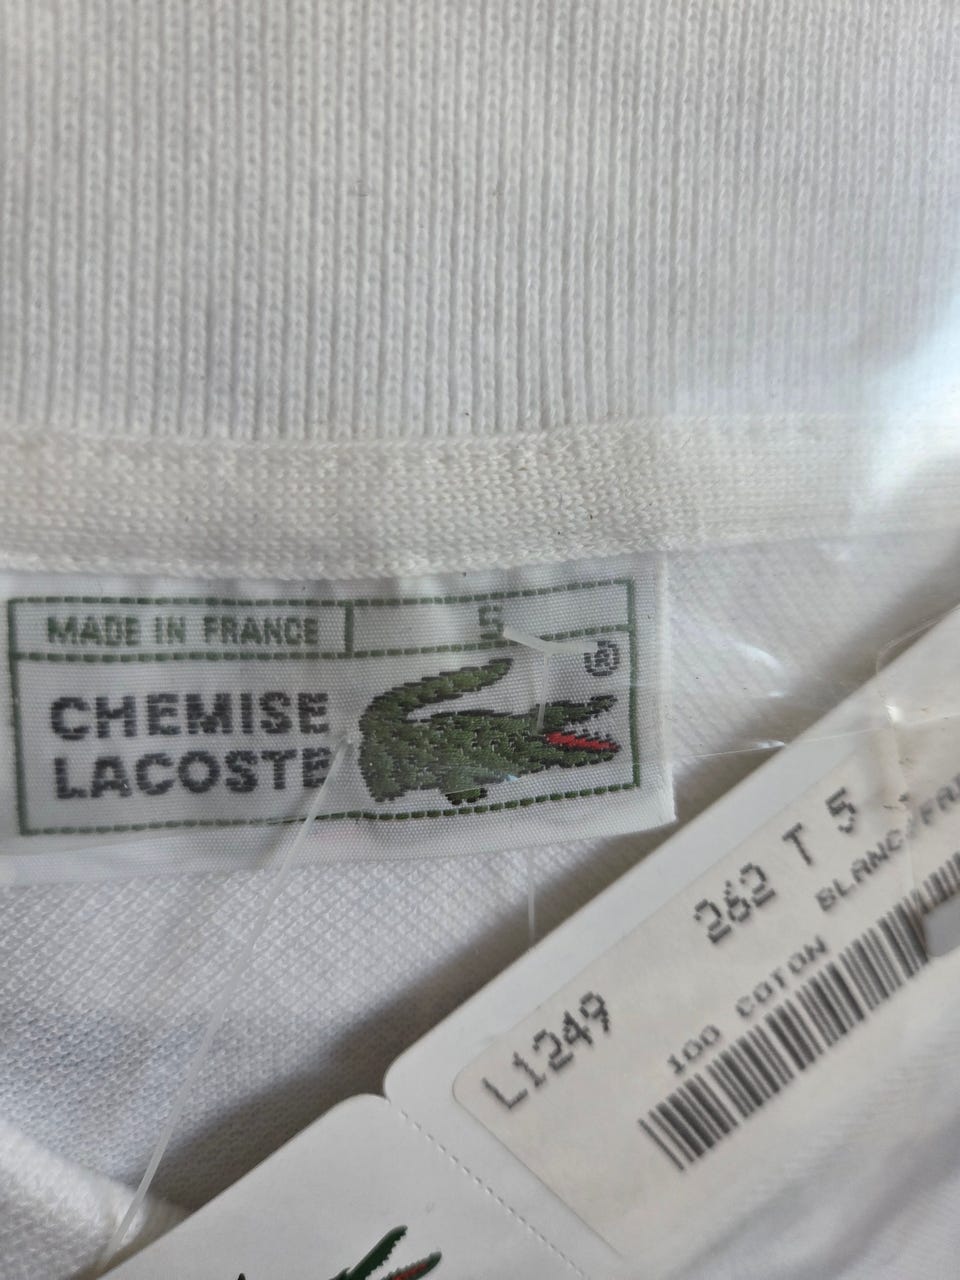 MADE IN FRANCE 5
®
CHEMISE
LACOSTE
262 T 5
L1249
100 COTON